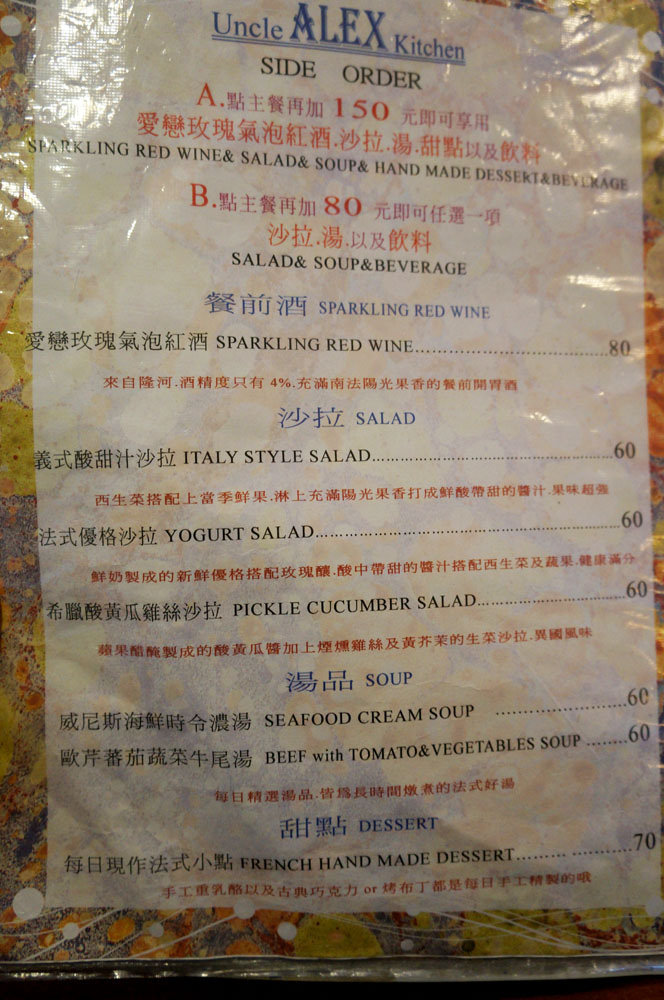 Uncle ALEX Kitchen
SIDE ORDER
A.點主餐再加 150 元即可享用
愛戀玫瑰氣泡紅酒.沙拉.湯.甜點以及飲料
SPARKLING RED WINE& SALAD& SOUP& HAND MADE DESSERT&BEVERAGE
B.點主餐再加 80 元即可任選一項
沙拉.湯.以及飲料
SALAD& SOUP&BEVERAGE
餐前酒 SPARKLING RED WINE
愛戀玫瑰氣泡紅酒 SPARKLING RED WINE........................................80
來自隆河.酒精度只有 4%.充滿南法陽光果香的餐前開胃酒
沙拉 SALAD
義式酸甜汁沙拉 ITALY STYLE SALAD..................................................60
西生菜搭配上當季鮮果.淋上充滿陽光果香打成鮮酸帶甜的醬汁.果味超強
法式優格沙拉 YOGURT SALAD................................................................60
鮮奶製成的新鮮優格搭配玫瑰釀.酸中帶甜的醬汁搭配西生菜及蔬果.健康滿分
希臘酸黃瓜雞絲沙拉 PICKLE CUCUMBER SALAD..............................60
蘋果醋醃製成的酸黃瓜醬加上煙燻雞絲及黃芥茉的生菜沙拉.異國風味
湯品 SOUP
威尼斯海鮮時令濃湯 SEAFOOD CREAM SOUP ..........................60
歐芹蕃茄蔬菜牛尾湯 BEEF with TOMATO&VEGETABLES SOUP ........60
每日精選湯品.皆爲長時間燉煮的法式好湯
甜點 DESSERT
每日現作法式小點 FRENCH HAND MADE DESSERT......... ............70
手工重乳酪以及古典巧克力 or 烤布丁都是每日手工精製的哦